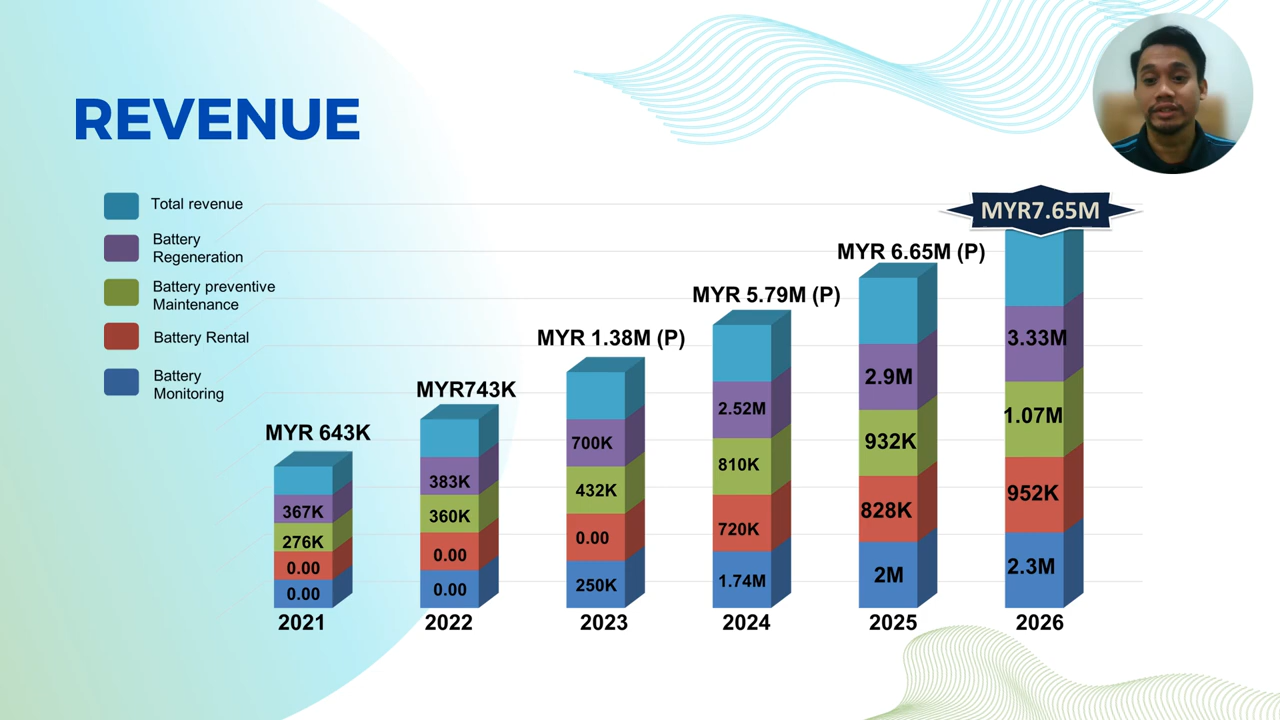 REVENUE
Total revenue
Battery
Regeneration
Battery preventive
Maintenance
Battery Rental
Battery
Monitoring
MYR 643K
367K
276K
0.00
0.00
2021
MYR743K
383K
360K
0.00
0.00
2022
MYR 1.38M (P)
700K
432K
0.00
250K
2023
MYR 5.79M (P)
2.52M
810K
720K
1.74M
2024
MYR 6.65M (P)
2.9M
932K
828K
2M
2025
MYR7.65M
3.33M
1.07M
952K
2.3M
2026